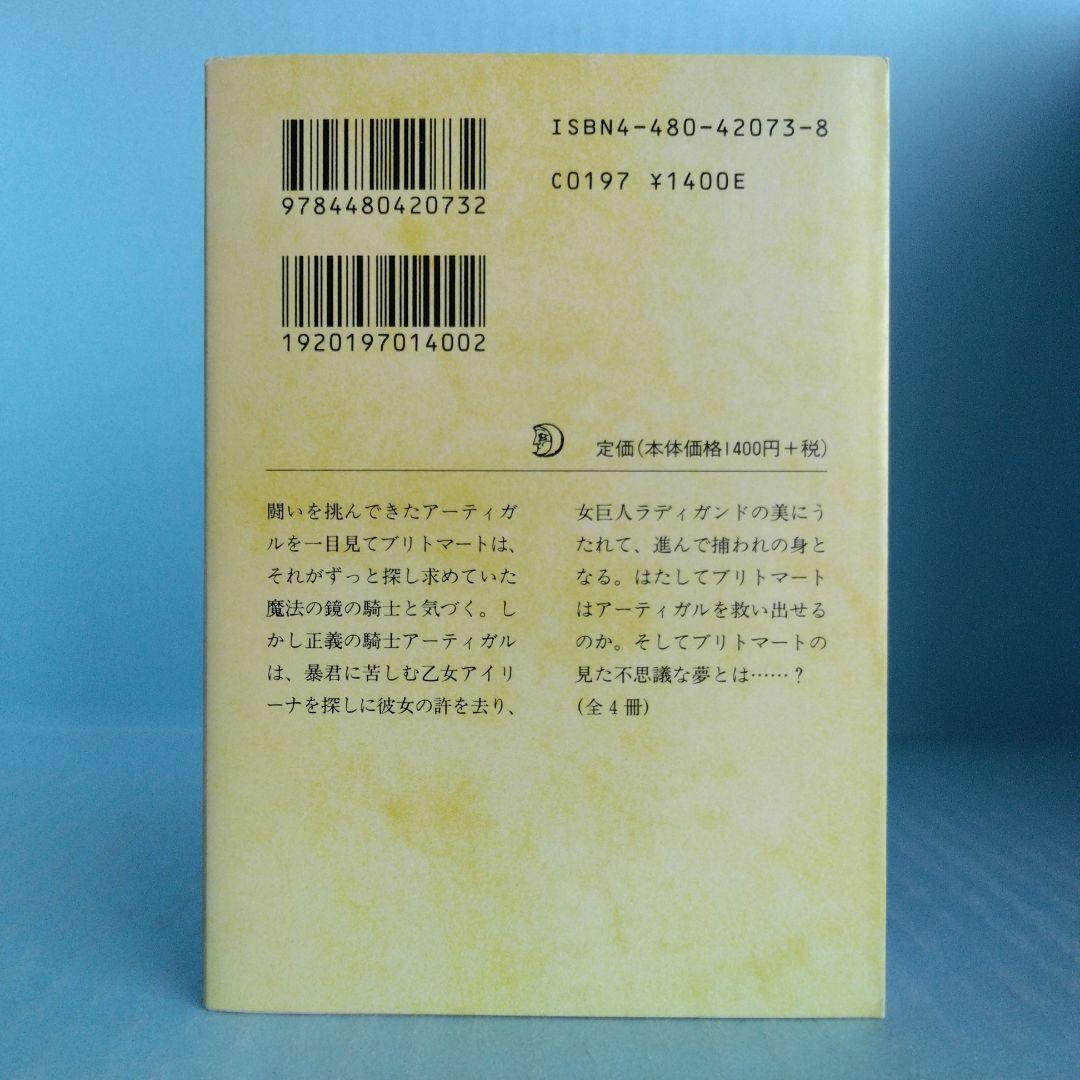 ISBN4-480-42073-8
C0197 ¥1400E
9784480420732
1920197014002
定価(本体価格1400円+税)
闘いを挑んできたアーティガ
ルを一目見てブリトマートは、
それがずっと探し求めていた
魔法の鏡の騎士と気づく。し
かし正義の騎士アーティガル
は、暴君に苦しむ乙女アイリ
ーナを探しに彼女の許を去り、
女巨人ラディガンドの美にう
たれて、進んで捕われの身と
なる。はたしてブリトマート
はアーティガルを救い出せる
のか。そしてブリトマートの
見た不思議な夢とは……?
(全4冊)